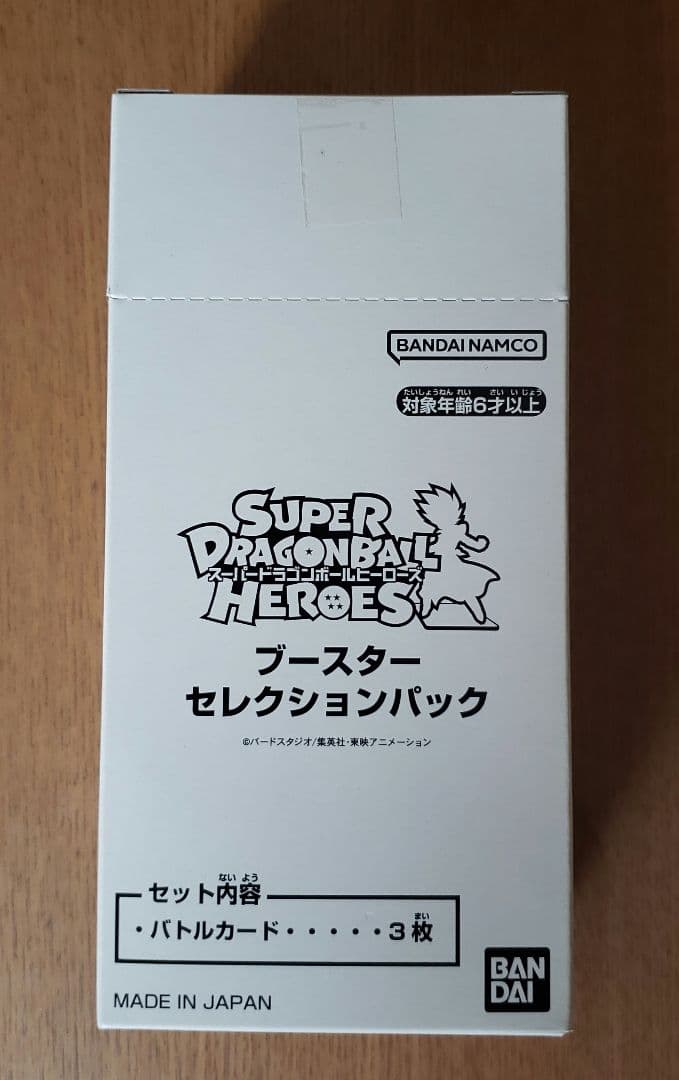 BANDAI NAMCO
たいしょうねんれい さいいじょう
対象年齢6才以上
SUPER
DRAGONBALL
スーパードラゴンボールヒーローズ
HEROES
ブースター
セレクションパック
©バードスタジオ/集英社・東映アニメーション
ないよう
セット内容
まい
・バトルカード・・・・・3枚
MADE IN JAPAN
BAN
DAI